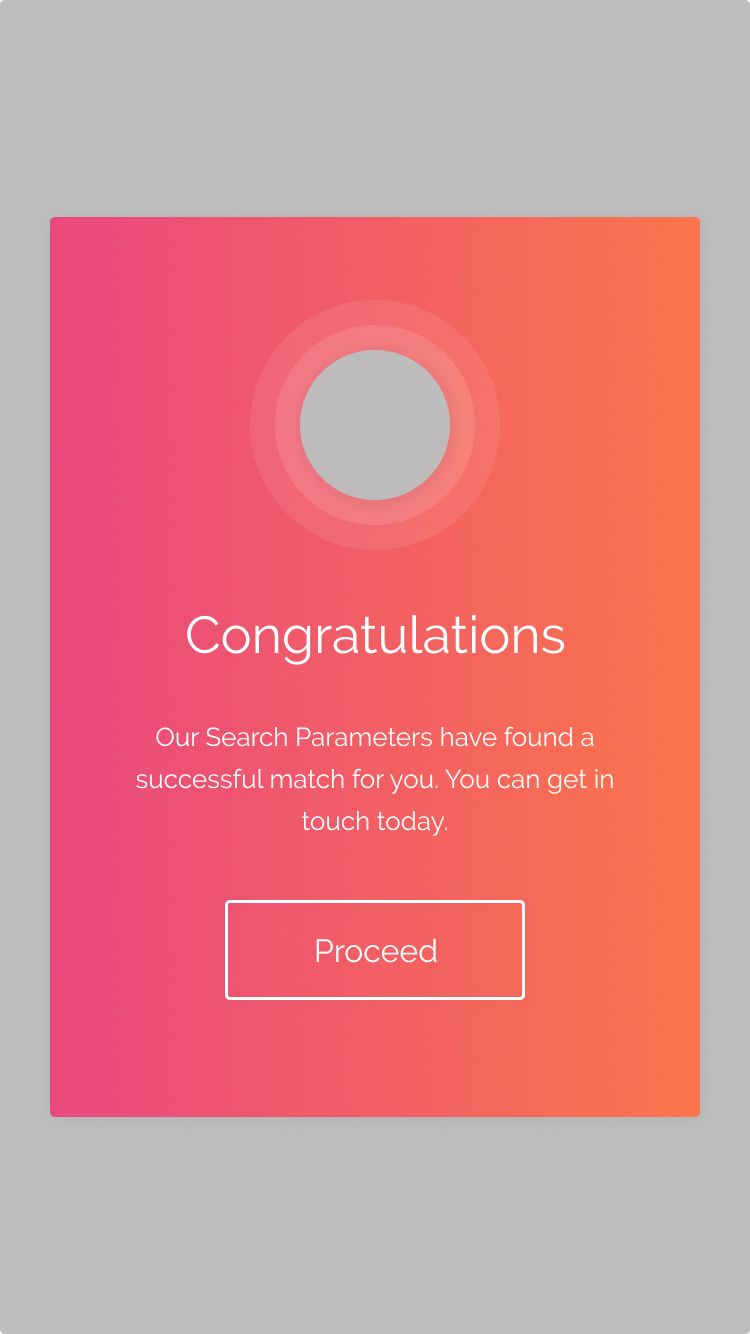 Congratulations
Our Search Parameters have found a
successful match for you. You can get in
touch today.
Proceed